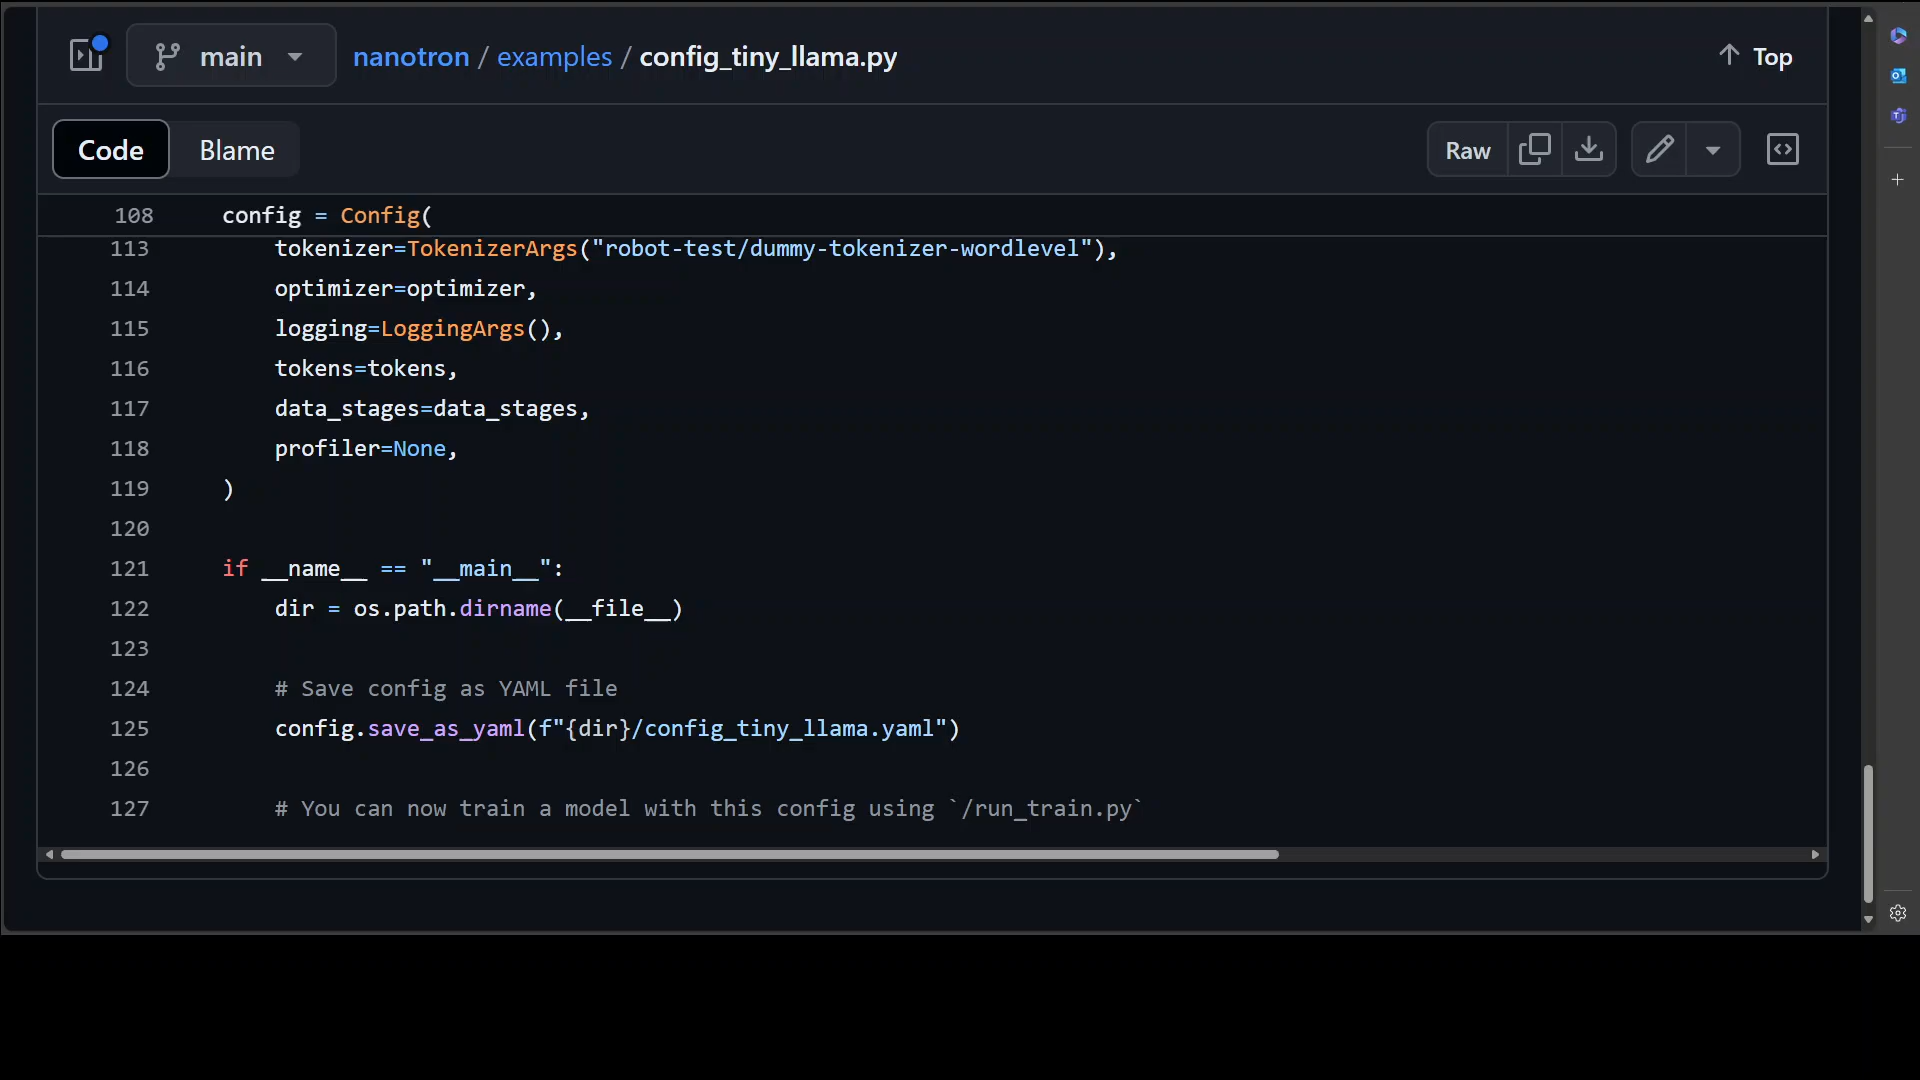 main
nanotron / examples / config_tiny_llama.py
Top
Code
Blame
Raw
108 config = Config(
113 tokenizer=TokenizerArgs("robot-test/dummy-tokenizer-wordlevel"),
114 optimizer=optimizer,
115 logging=LoggingArgs(),
116 tokens=tokens,
117 data_stages=data_stages,
118 profiler=None,
119 )
120
121 if __name__ == "__main__":
122 dir = os.path.dirname(__file__)
123
124 # Save config as YAML file
125 config.save_as_yaml(f"{dir}/config_tiny_llama.yaml")
126
127 # You can now train a model with this config using `/run_train.py`